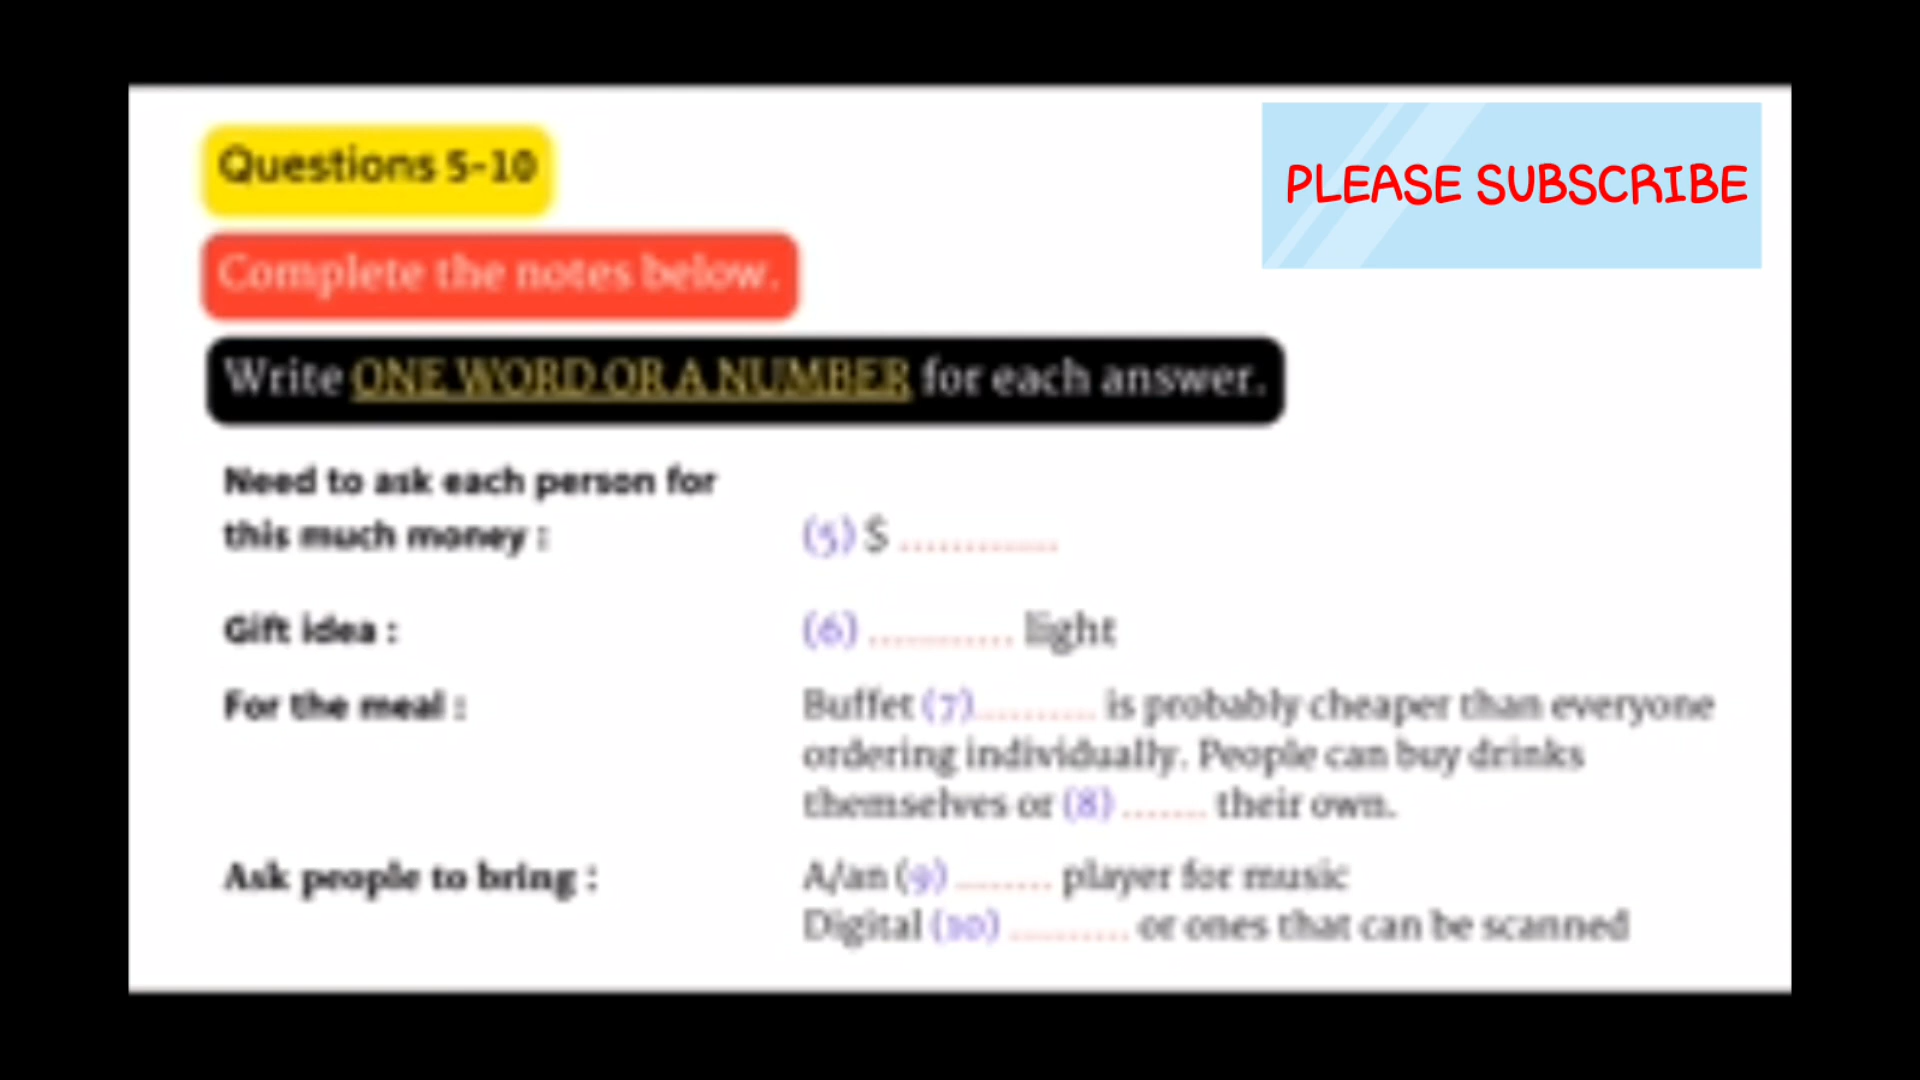 Questions 5-10
PLEASE SUBSCRIBE
Complete the notes below.
Write ONE WORD OR A NUMBER for each answer.
Need to ask each person for
this much money : (5) $ ............
Gift idea : (6) ........... light
For the meal : Buffet (7).......... is probably cheaper than everyone
ordering individually. People can buy drinks
themselves or (8) ....... their own.
Ask people to bring : A/an (9) ........ player for music
Digital (10) .......... or ones that can be scanned